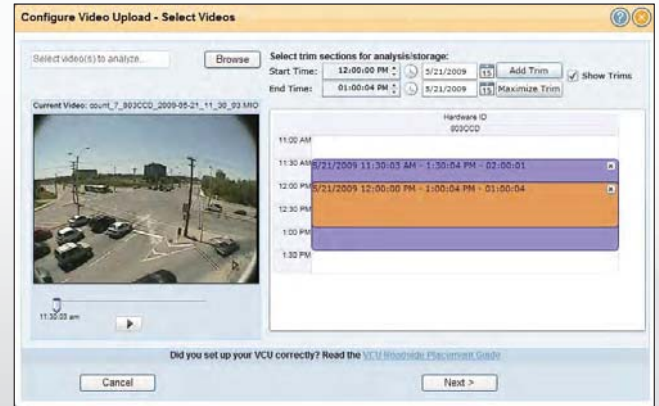 Configure Video Upload - Select Videos
Select video(s) to analyze...
Browse
Select trim sections for analysis/storage:
Start Time: 12:00:00 PM 5/21/2009 15 Add Trim
Show Trims
End Time: 01:00:04 PM 5/21/2009 15 Maximize Trim
Current Video: count_7_803CCD_2009-05-21_11_30_03.MIO
Hardware ID
803CCD
11:00 AM
11:30 AM 5/21/2009 11:30:03 AM - 1:30:04 PM - 02:00:01
12:00 PM 5/21/2009 12:00:00 PM - 1:00:04 PM - 01:00:04
12:30 PM
1:00 PM
1:30 PM
11:30:03 am
Did you set up your VCU correctly? Read the VCU Roadside Placement Guide
Cancel
Next >